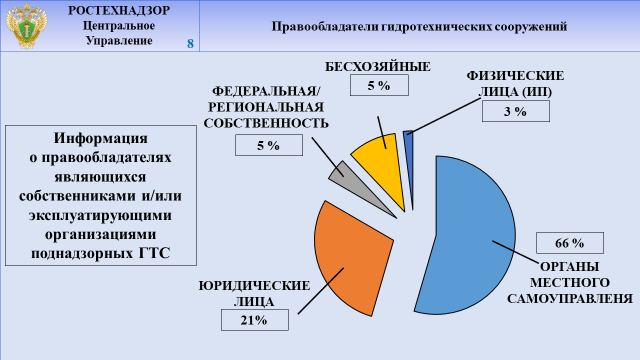 РОСТЕХНАДЗОР
Центральное
Управление
8
Правообладатели гидротехнических сооружений
БЕСХОЗЯЙНЫЕ
5 %
ФИЗИЧЕСКИЕ
ЛИЦА (ИП)
3 %
ФЕДЕРАЛЬНАЯ/
РЕГИОНАЛЬНАЯ
СОБСТВЕННОСТЬ
5 %
Информация
о правообладателях
являющихся
собственниками и/или
эксплуатирующими
организациями
поднадзорных ГТС
66 %
ОРГАНЫ
МЕСТНОГО
САМОУПРАВЛЕНЯ
ЮРИДИЧЕСКИЕ
ЛИЦА
21%